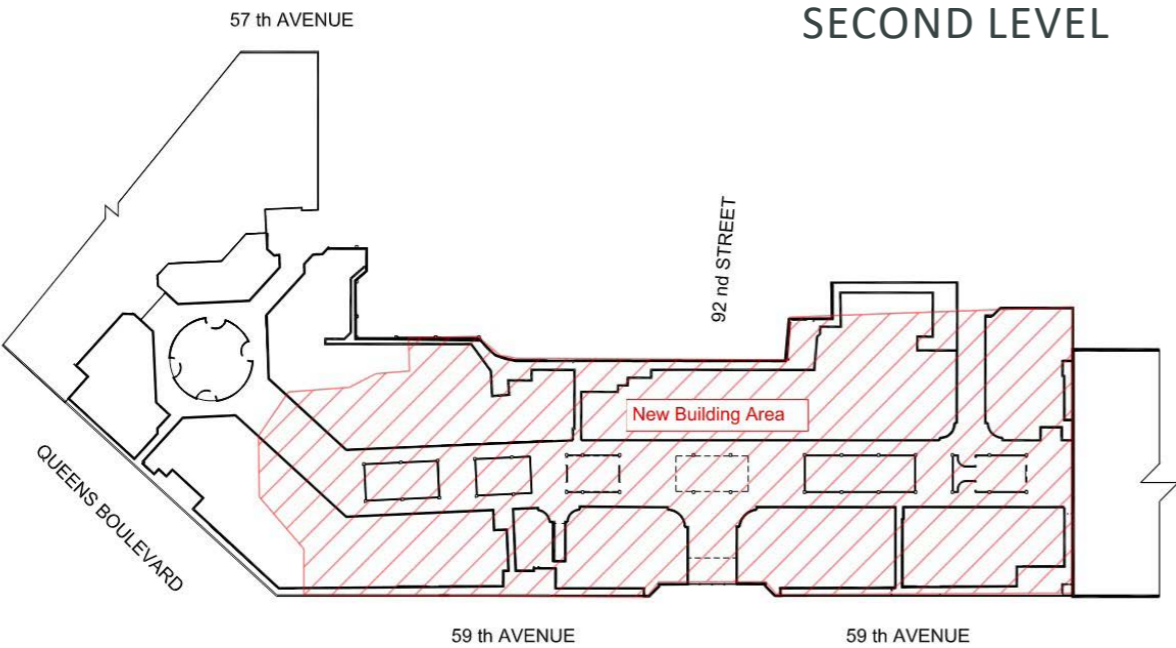 57 th AVENUE
SECOND LEVEL
92 nd STREET
New Building Area
QUEENS BOULEVARD
59 th AVENUE
59 th AVENUE